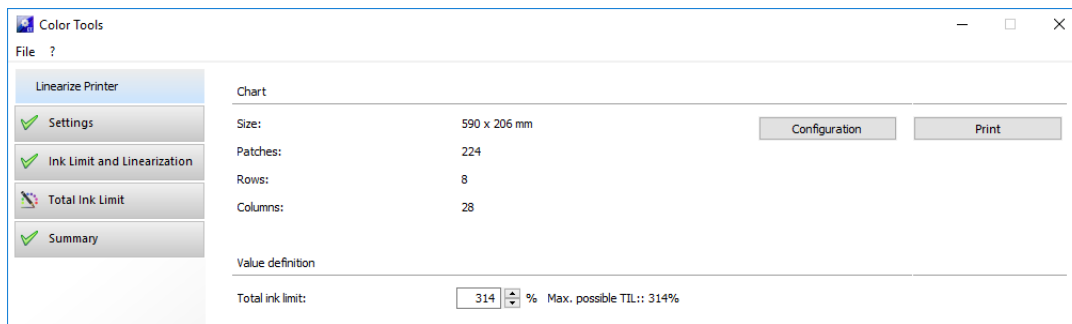 Color Tools
File ?
Linearize Printer
Settings
Ink Limit and Linearization
Total Ink Limit
Summary
Chart
Size: 590 x 206 mm
Configuration Print
Patches: 224
Rows: 8
Columns: 28
Value definition
Total ink limit: 314 % Max. possible TIL:: 314%